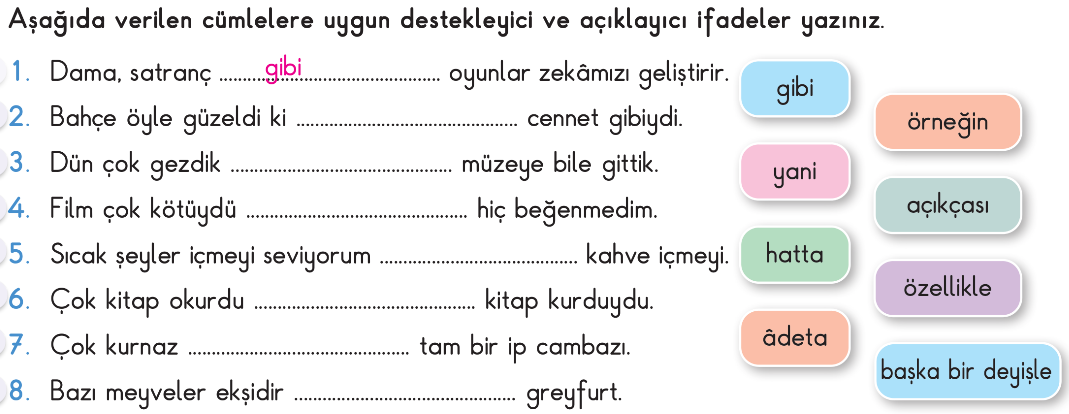 Aşağıda verilen cümlelere uygun destekleyici ve açıklayıcı ifadeler yazınız.
1. Dama, satranç ........................gibi........................ oyunlar zekâmızı geliştirir.
2. Bahçe öyle güzeldi ki ................................................ cennet gibiydi.
3. Dün çok gezdik ................................................ müzeye bile gittik.
4. Film çok kötüydü ................................................ hiç beğenmedim.
5. Sıcak şeyler içmeyi seviyorum ........................................... kahve içmeyi.
6. Çok kitap okurdu ................................................ kitap kurduydu.
7. Çok kurnaz ................................................ tam bir ip cambazı.
8. Bazı meyveler ekşidir ................................................ greyfurt.
gibi
örneğin
yani
açıkçası
hatta
özellikle
âdeta
başka bir deyişle